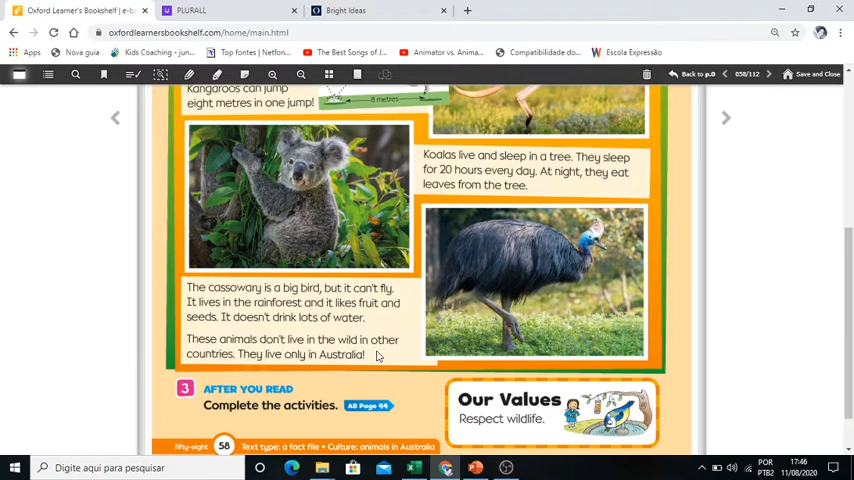 Oxford Learner's Bookshelf | e-bo
PLURALL
Bright Ideas
oxfordlearnersbookshelf.com/home/main.html
Apps
Nova guia
Kids Coaching - jun...
Top fontes | Netfon...
The Best Songs of J...
Animator vs. Anima...
Compatibilidade do...
Escola Expressão
Back to p.0
058/112
Save and Close
Kangaroos can jump
eight metres in one jump!
8 metres
Koalas live and sleep in a tree. They sleep
for 20 hours every day. At night, they eat
leaves from the tree.
The cassowary is a big bird, but it can't fly.
It lives in the rainforest and it likes fruit and
seeds. It doesn't drink lots of water.
These animals don't live in the wild in other
countries. They live only in Australia!
3 AFTER YOU READ
Complete the activities. AB Page 44
Our Values
Respect wildlife.
fifty-eight 58 Text type: a fact file • Culture: animals in Australia
Digite aqui para pesquisar
POR
PTB2
17:46
11/08/2020